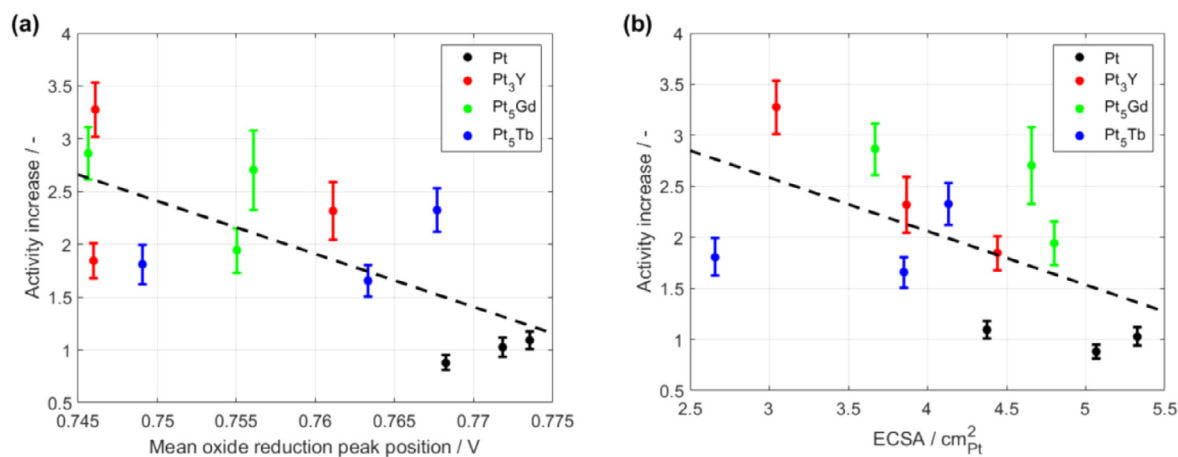 (a)
Activity increase / -
4
3.5
3
2.5
2
1.5
1
0.5
0.745
0.75
0.755
0.76
0.765
0.77
0.775
Mean oxide reduction peak position / V
Pt
Pt₃Y
Pt₅Gd
Pt₅Tb
(b)
Activity increase / -
4
3.5
3
2.5
2
1.5
1
0.5
2.5
3
3.5
4
4.5
5
5.5
ECSA / cm²Pt
Pt
Pt₃Y
Pt₅Gd
Pt₅Tb